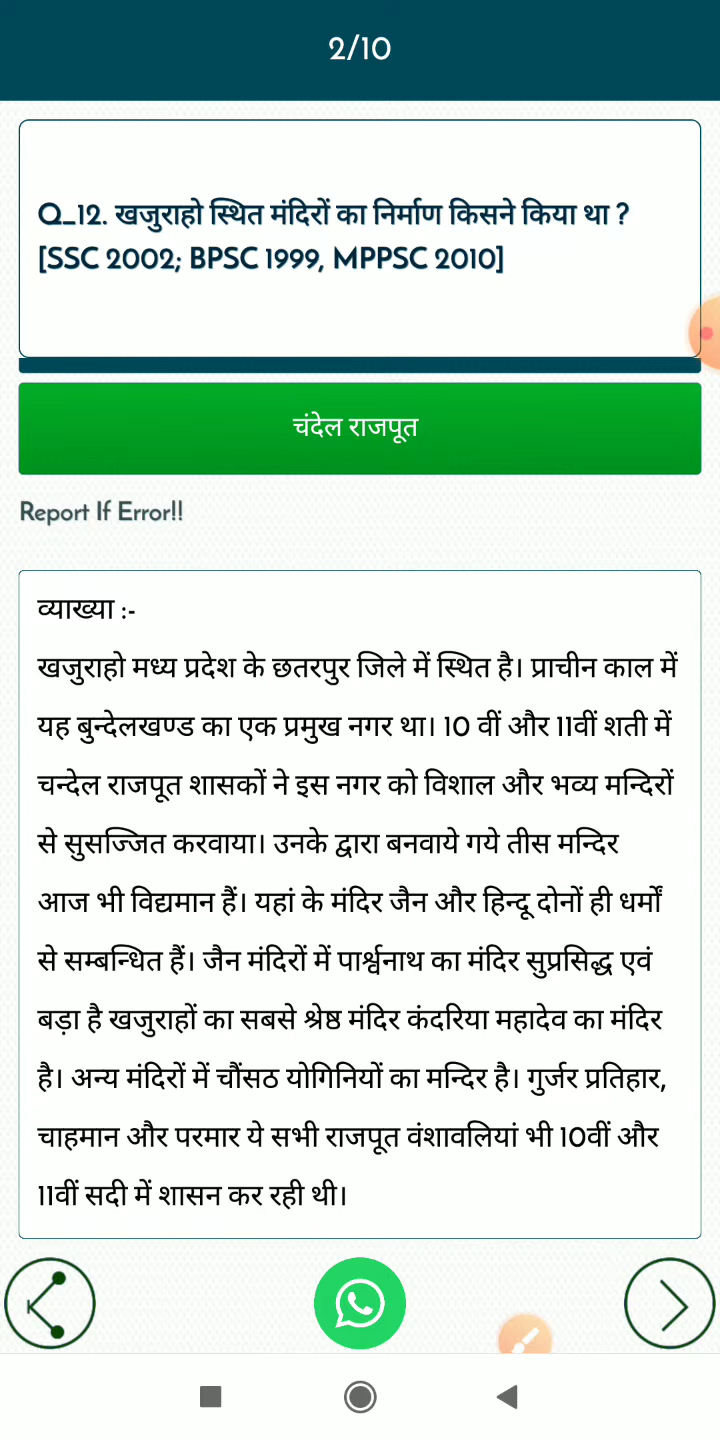 2/10
Q_12. खजुराहो स्थित मंदिरों का निर्माण किसने किया था ?
[SSC 2002; BPSC 1999, MPPSC 2010]
चंदेल राजपूत
Report If Error!!
व्याख्या :-
खजुराहो मध्य प्रदेश के छतरपुर जिले में स्थित है। प्राचीन काल में
यह बुन्देलखण्ड का एक प्रमुख नगर था। 10 वीं और 11वीं शती में
चन्देल राजपूत शासकों ने इस नगर को विशाल और भव्य मन्दिरों
से सुसज्जित करवाया। उनके द्वारा बनवाये गये तीस मन्दिर
आज भी विद्यमान हैं। यहां के मंदिर जैन और हिन्दू दोनों ही धर्मों
से सम्बन्धित हैं। जैन मंदिरों में पार्श्वनाथ का मंदिर सुप्रसिद्ध एवं
बड़ा है खजुराहों का सबसे श्रेष्ठ मंदिर कंदरिया महादेव का मंदिर
है। अन्य मंदिरों में चौंसठ योगिनियों का मन्दिर है। गुर्जर प्रतिहार,
चाहमान और परमार ये सभी राजपूत वंशावलियां भी 10वीं और
11वीं सदी में शासन कर रही थी।